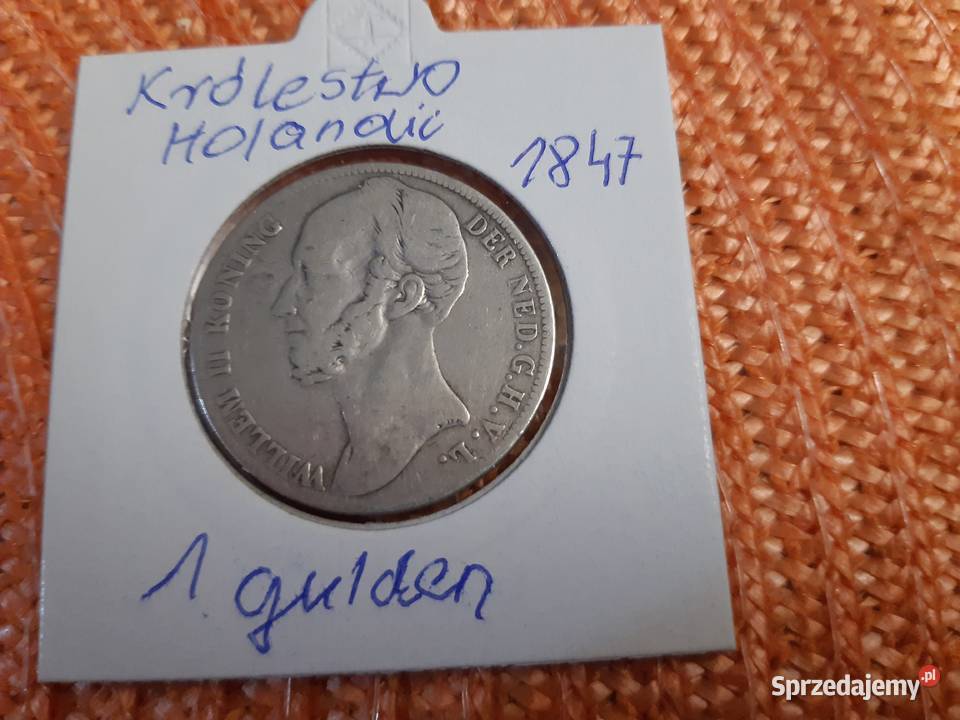 Królestwo
Holandii
1847
WILLEM II KONING DER NED. G. H. V. L.
1 gulden
Sprzedajemy.pl